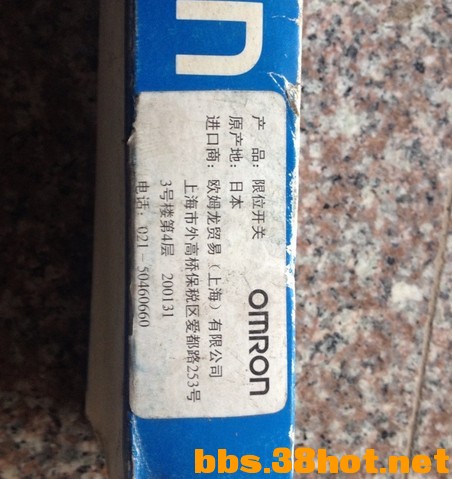 n
产  品: 限位开关
原产地: 日本
进口商: 欧姆龙贸易(上海)有限公司
上海市外高桥保税区爱都路253号
3号楼第4层  200131
电话: 021-50460660
OMRON
bbs.38hot.net